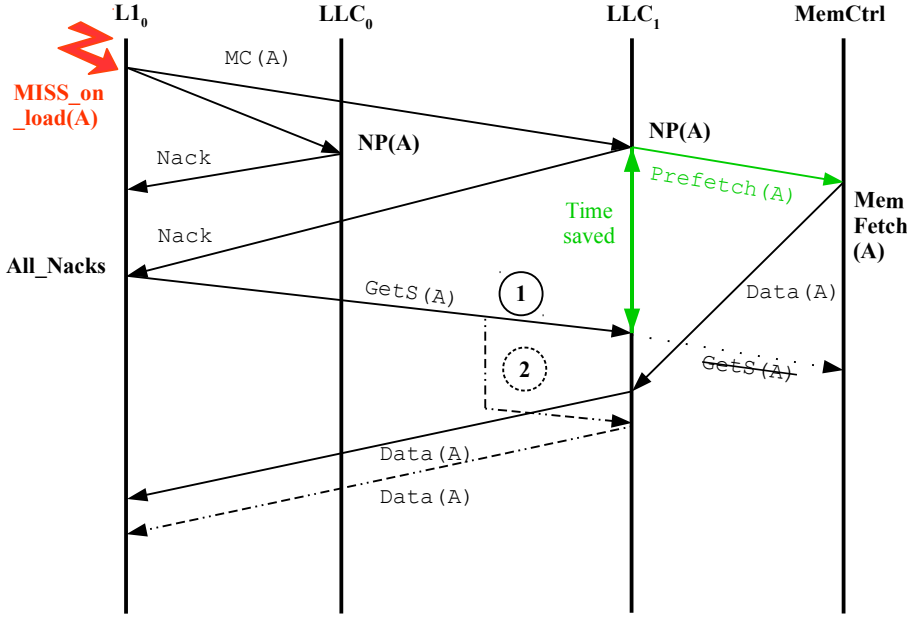 L1₀ LLC₀ LLC₁ MemCtrl
MC(A)
MISS_on
_load(A)
NP(A) NP(A)
Nack
Prefetch(A)
Mem
Fetch
(A)
Time
saved
Nack
All_Nacks
GetS(A)
1
Data(A)
2
GetS(A)
Data(A)
Data(A)